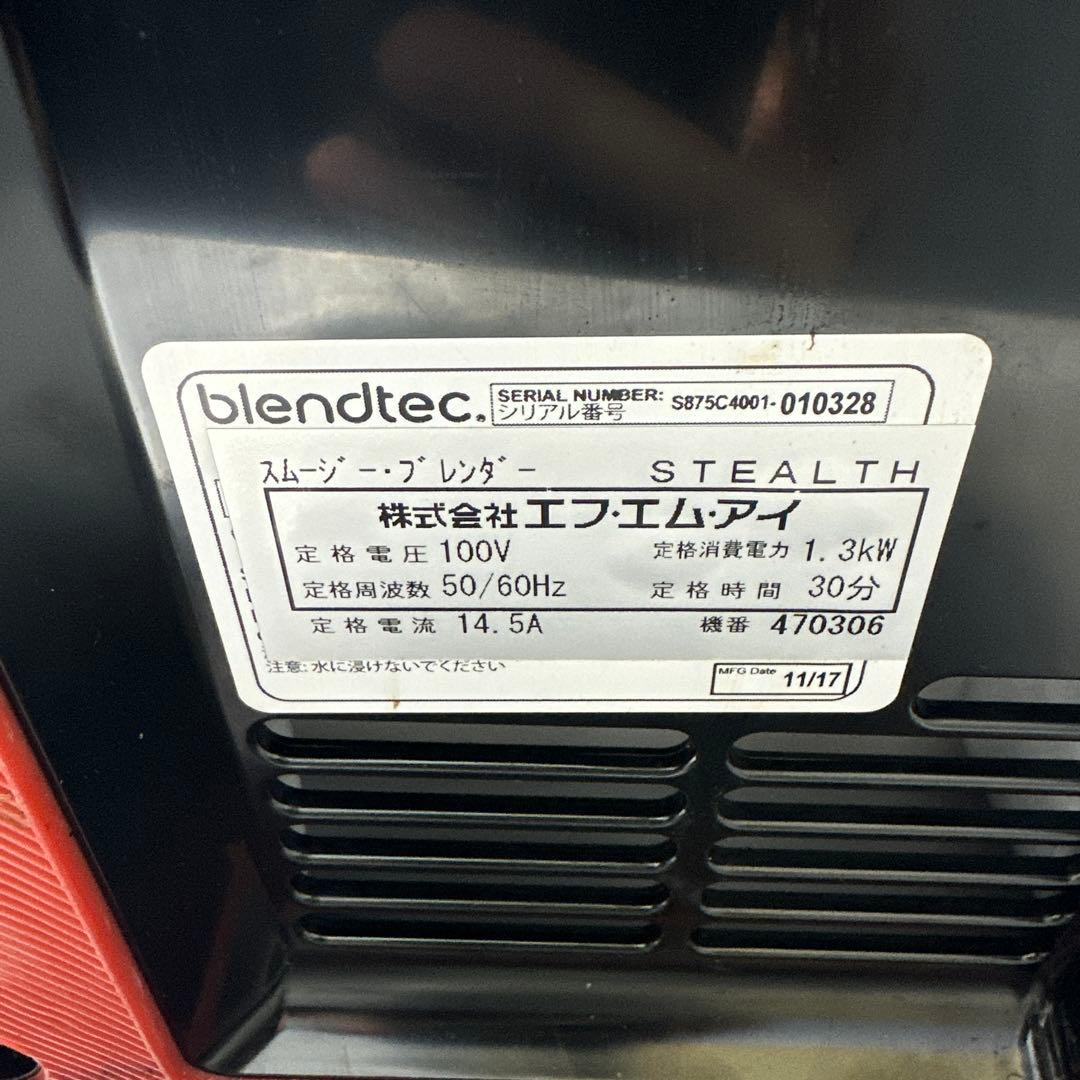 blendtec.
SERIAL NUMBER: S875C4001-010328
シリアル番号
スムージー・ブレンダー STEALTH
株式会社エフ・エム・アイ
定格電圧 100V 定格消費電力 1.3kW
定格周波数 50/60Hz 定格時間 30分
定格電流 14.5A 機番 470306
注意:水に浸けないでください
MFG Date 11/17